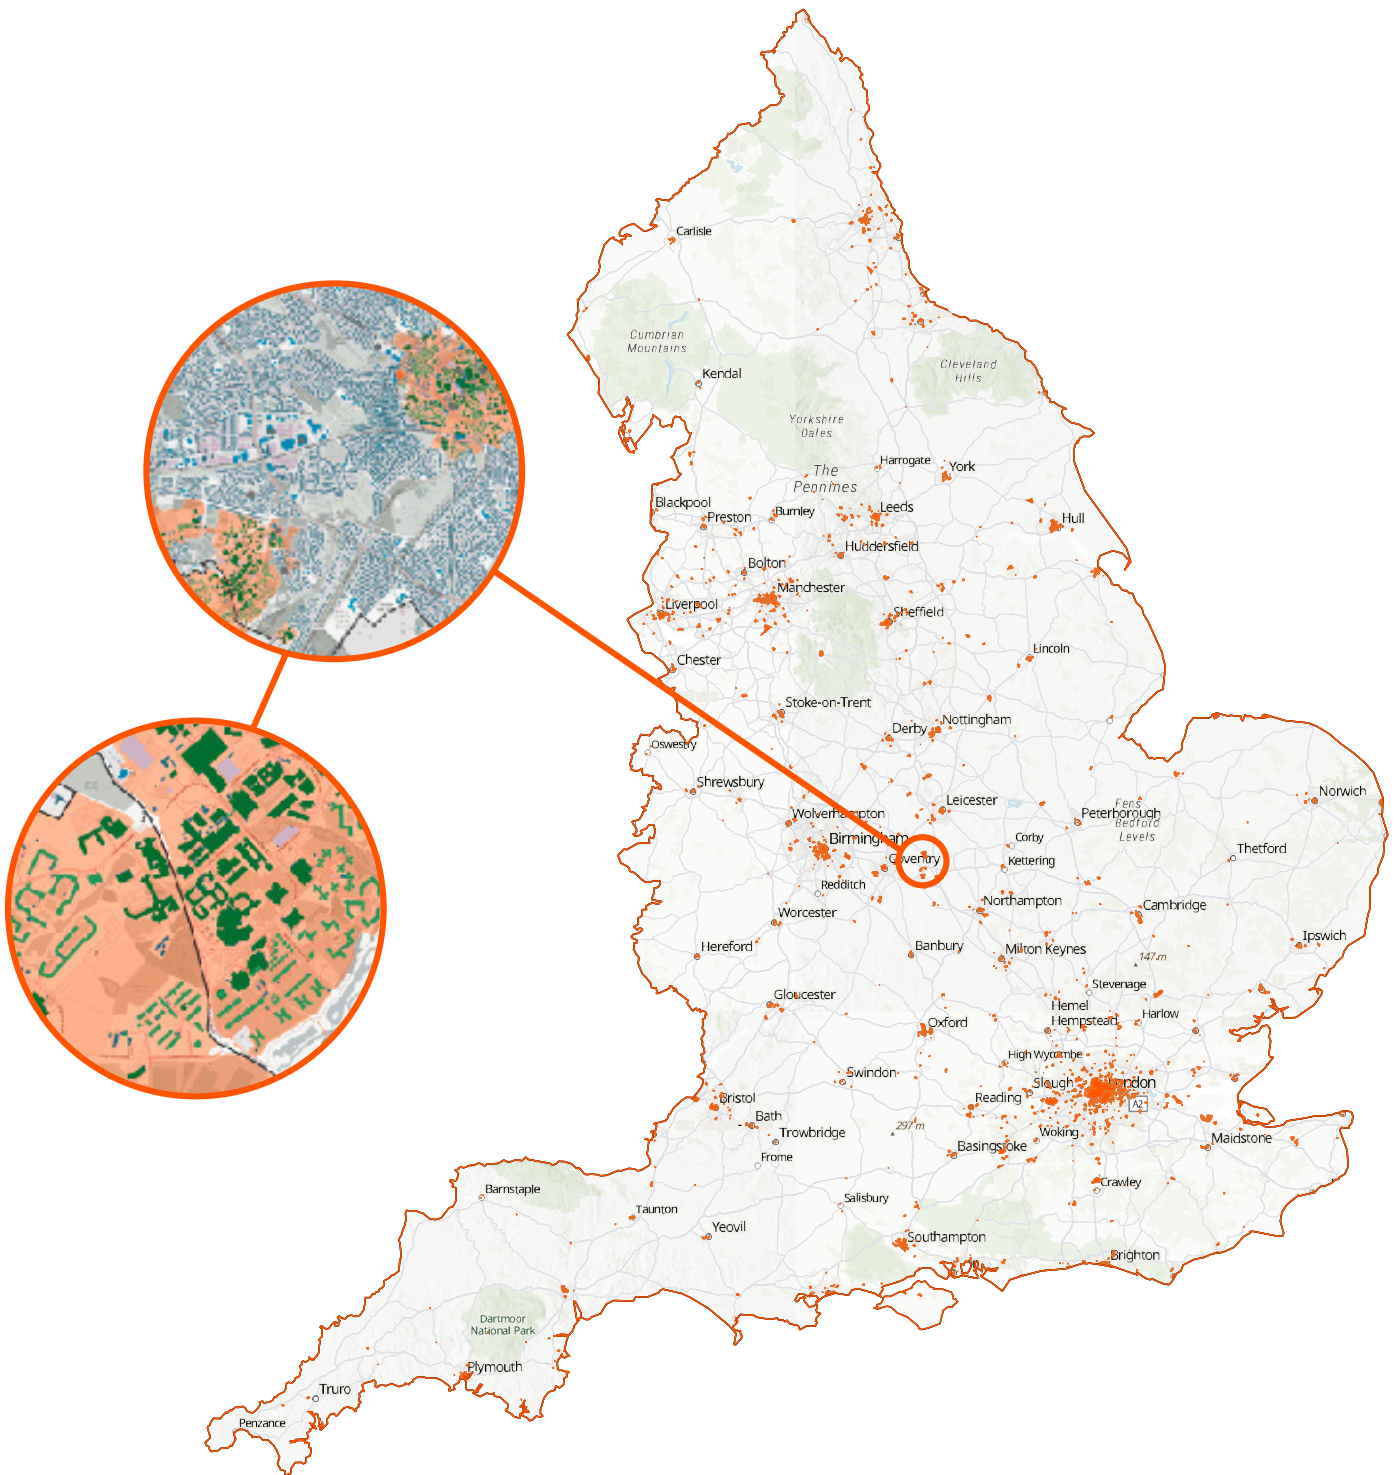 Carlisle
Cumbrian
Mountains
Kendal
Cleveland
Hills
Yorkshire
Dales
The
Pennines
Harrogate
York
Blackpool
Preston
Burnley
Leeds
Hull
Huddersfield
Bolton
Manchester
Liverpool
Sheffield
Chester
Lincoln
Stoke-on-Trent
Derby
Nottingham
Oswestry
Shrewsbury
Norwich
Wolverhampton
Leicester
Peterborough
Fens
Bedford
Levels
Birmingham
Corby
Coventry
Kettering
Thetford
Redditch
Northampton
Cambridge
Worcester
Hereford
Banbury
Milton Keynes
Ipswich
147 m
Stevenage
Gloucester
Hemel
Hempstead
Harlow
Oxford
High Wycombe
Swindon
Slough
London
Reading
A2
Bristol
Bath
Trowbridge
297 m
Woking
Maidstone
Basingstoke
Frome
Crawley
Barnstaple
Salisbury
Taunton
Yeovil
Southampton
Brighton
Dartmoor
National Park
Plymouth
Truro
Penzance